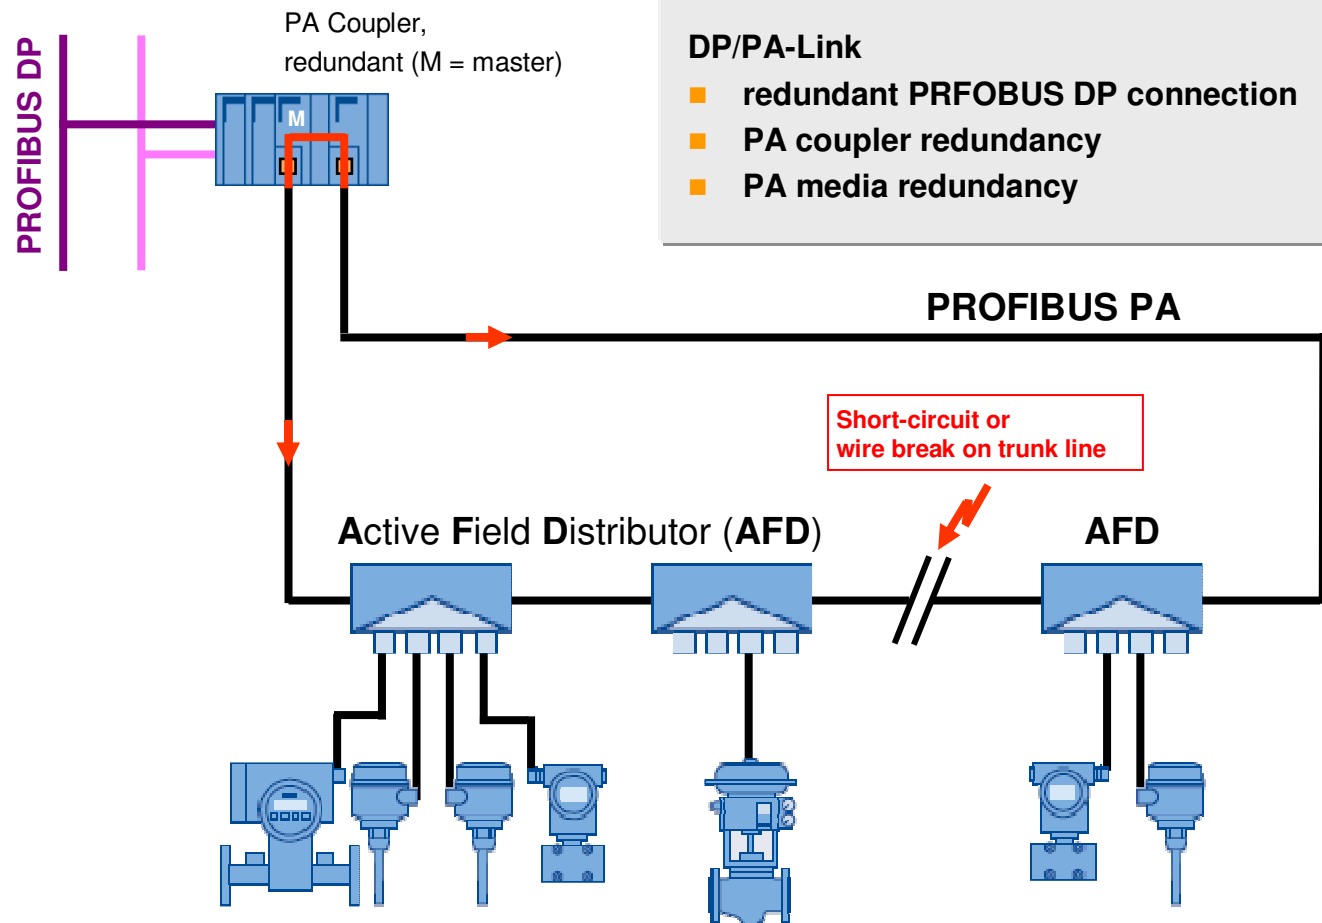 PA Coupler,
redundant (M = master)
PROFIBUS DP
M
DP/PA-Link
redundant PRFOBUS DP connection
PA coupler redundancy
PA media redundancy
PROFIBUS PA
Short-circuit or
wire break on trunk line
Active Field Distributor (AFD)
AFD